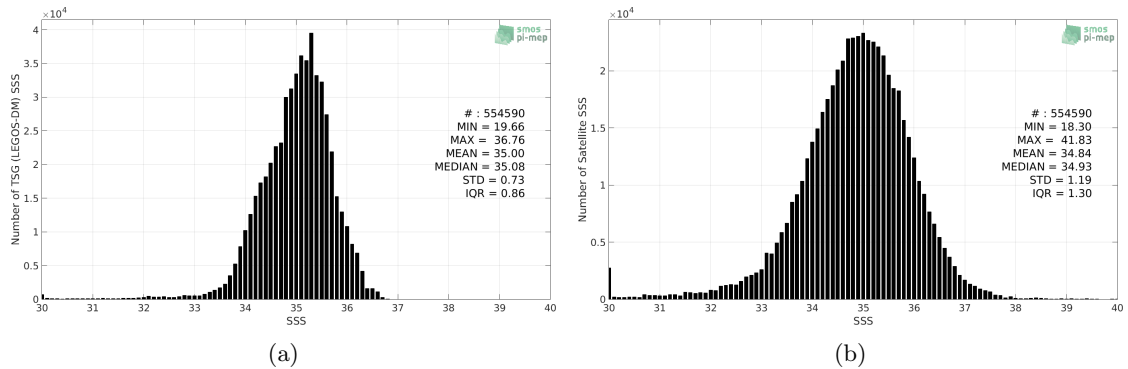 ×10⁴
smos
pi-mep
4
3.5
3
2.5
2
1.5
1
0.5
0
Number of TSG (LEGOS-DM) SSS
# : 554590
MIN = 19.66
MAX = 36.76
MEAN = 35.00
MEDIAN = 35.08
STD = 0.73
IQR = 0.86
30 31 32 33 34 35 36 37 38 39 40
SSS
(a)
×10⁴
smos
pi-mep
2
1.5
1
0.5
0
Number of Satellite SSS
# : 554590
MIN = 18.30
MAX = 41.83
MEAN = 34.84
MEDIAN = 34.93
STD = 1.19
IQR = 1.30
30 31 32 33 34 35 36 37 38 39 40
SSS
(b)